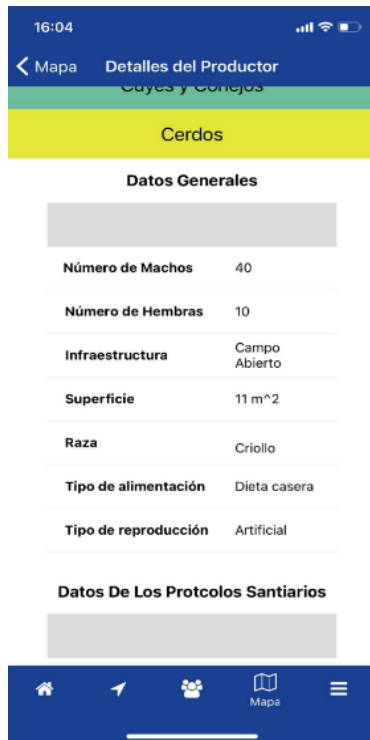 16:04
Mapa Detalles del Productor
Cuyes y Conejos
Cerdos
Datos Generales
Número de Machos 40
Número de Hembras 10
Infraestructura Campo Abierto
Superficie 11 m^2
Raza Criollo
Tipo de alimentación Dieta casera
Tipo de reproducción Artificial
Datos De Los Protcolos Santiarios
Mapa